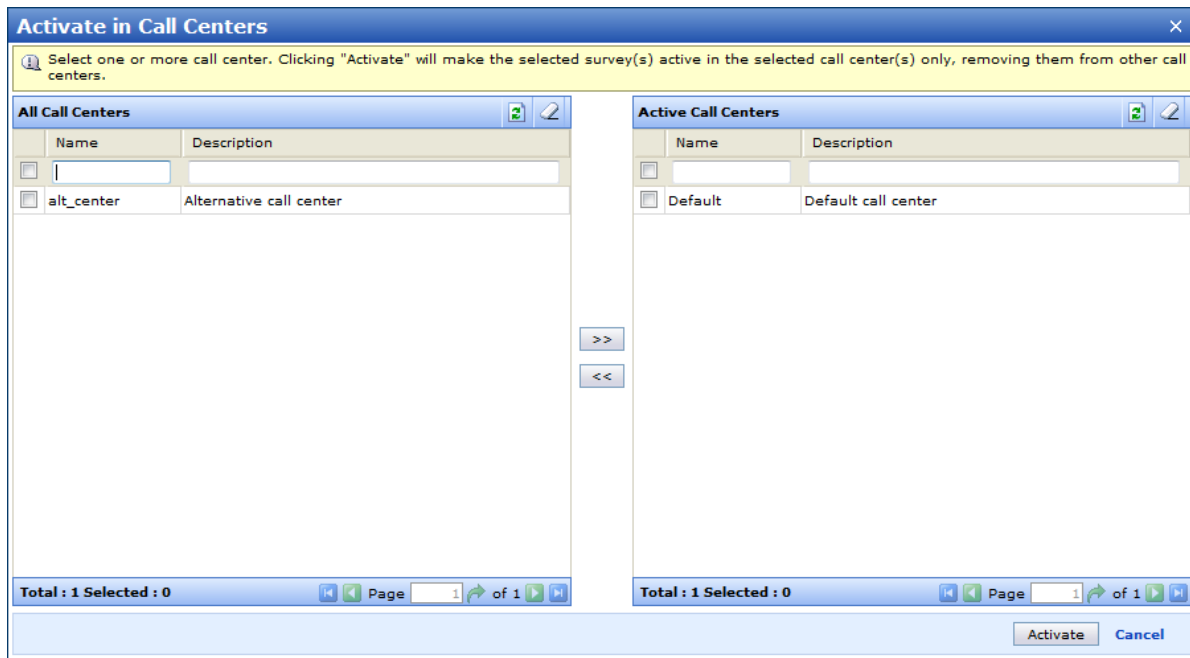 Activate in Call Centers
Select one or more call center. Clicking "Activate" will make the selected survey(s) active in the selected call center(s) only, removing them from other call
centers.
All Call Centers
Name Description
alt_center Alternative call center
Total : 1 Selected : 0 Page 1 of 1
>>
<<
Active Call Centers
Name Description
Default Default call center
Total : 1 Selected : 0 Page 1 of 1
Activate Cancel